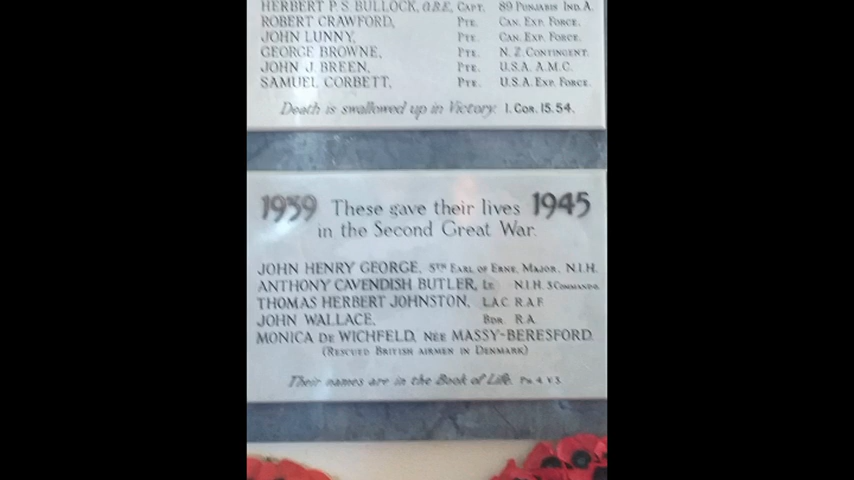 HERBERT P. S. BULLOCK, O.B.E., CAPT. 89 PUNJABIS IND. A.
ROBERT CRAWFORD, PTE. CAN. EXP. FORCE.
JOHN LUNNY, PTE. CAN. EXP. FORCE.
GEORGE BROWNE, PTE. N.Z. CONTINGENT.
JOHN J. BREEN, PTE. U.S.A. A.M.C.
SAMUEL CORBETT, PTE. U.S.A. EXP. FORCE.
Death is swallowed up in Victory. I. COR. 15. 54.
1939 These gave their lives 1945
in the Second Great War.
JOHN HENRY GEORGE, 5TH EARL OF ERNE, MAJOR, N.I.H.
ANTHONY CAVENDISH BUTLER, LT N.I.H. 3 COMMANDO.
THOMAS HERBERT JOHNSTON, L.A.C. R.A.F.
JOHN WALLACE, BDR. R.A.
MONICA DE WICHFELD, NÉE MASSY-BERESFORD.
(RESCUED BRITISH AIRMEN IN DENMARK)
Their names are in the Book of Life. PH. 4. V 3.